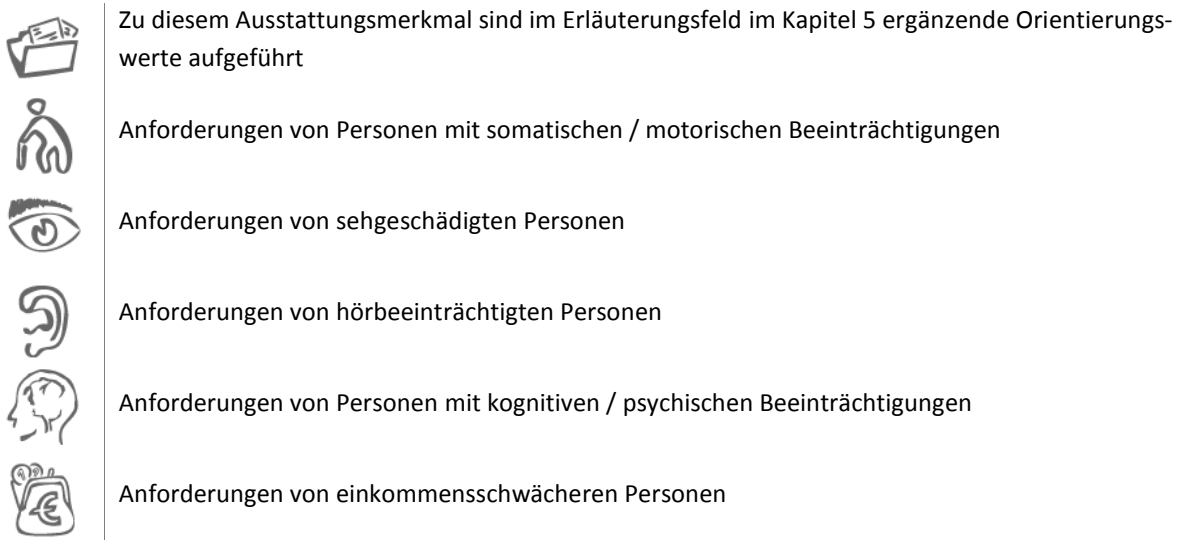 Zu diesem Ausstattungsmerkmal sind im Erläuterungsfeld im Kapitel 5 ergänzende Orientierungs-
werte aufgeführt
Anforderungen von Personen mit somatischen / motorischen Beeinträchtigungen
Anforderungen von sehgeschädigten Personen
Anforderungen von hörbeeinträchtigten Personen
Anforderungen von Personen mit kognitiven / psychischen Beeinträchtigungen
€
Anforderungen von einkommensschwächeren Personen